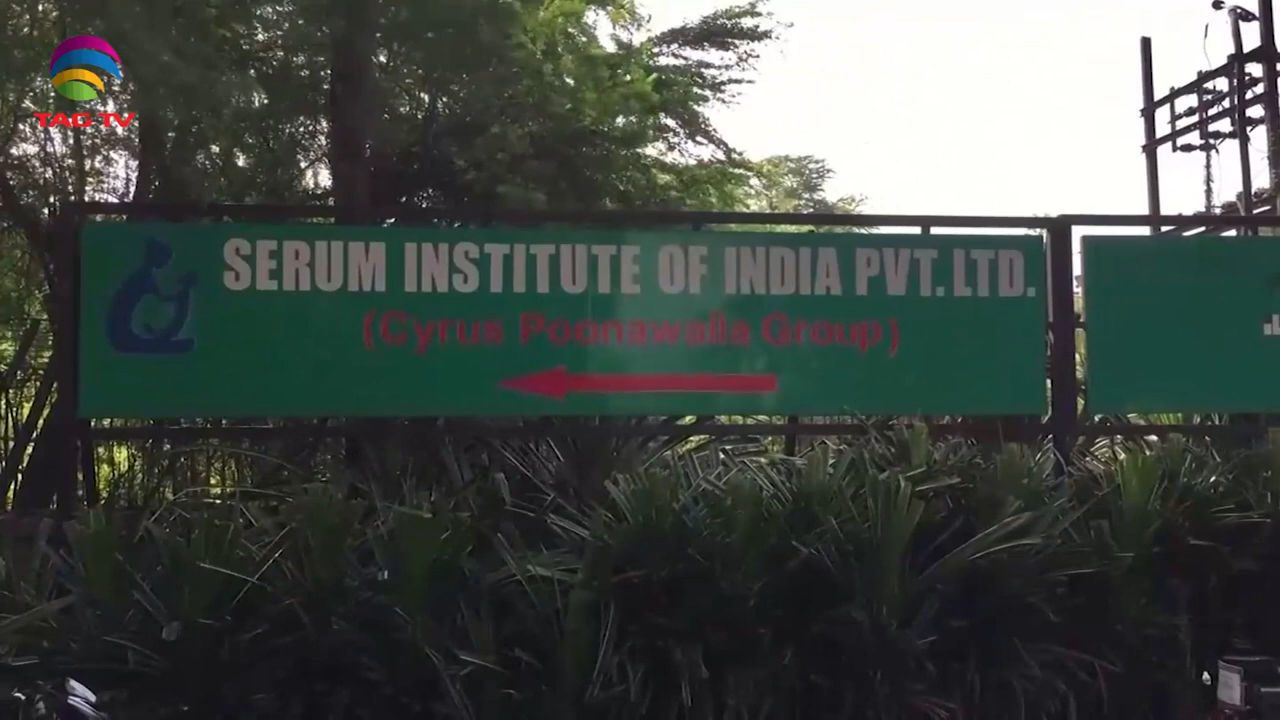 TAG TV
SERUM INSTITUTE OF INDIA PVT. LTD.
(Cyrus Poonawalla Group)